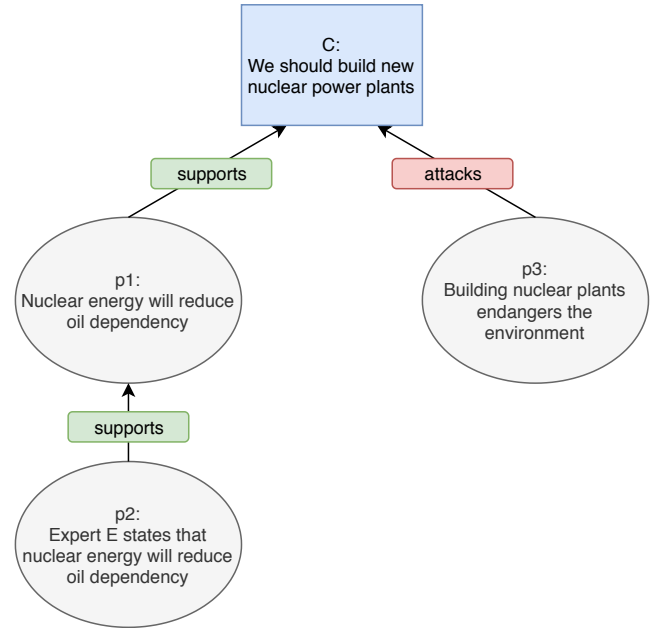 C:
We should build new
nuclear power plants
supports
attacks
p1:
Nuclear energy will reduce
oil dependency
p3:
Building nuclear plants
endangers the
environment
supports
p2:
Expert E states that
nuclear energy will reduce
oil dependency